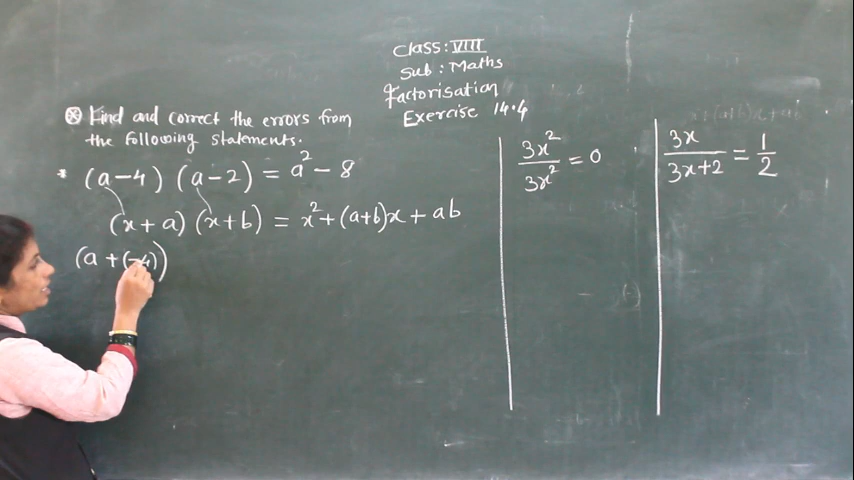 Class: VIII
Sub: Maths
Factorisation
Exercise 14.4
⊗ Find and correct the errors from
the following statements.
* (a-4) (a-2) = a² - 8
(x+a) (x+b) = x² + (a+b)x + ab
(a + (-4))
3x²/3x² = 0
3x/3x+2 = 1/2